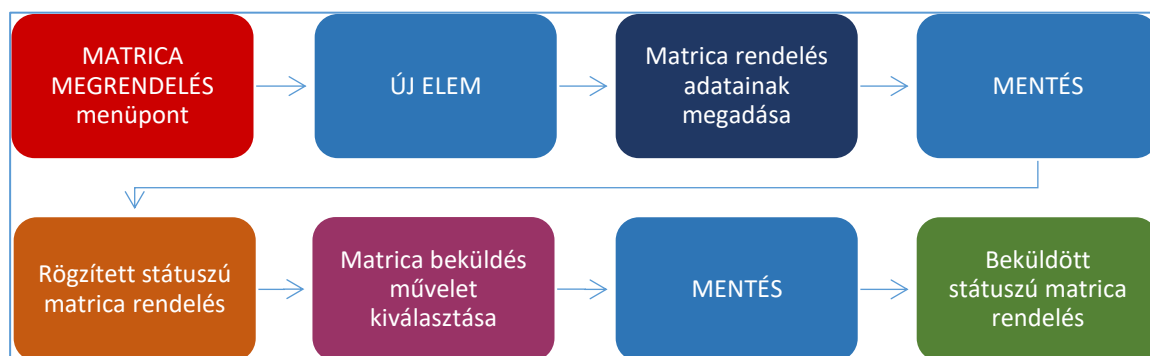 MATRICA
MEGRENDELÉS
menüpont
ÚJ ELEM
Matrica rendelés
adatainak
megadása
MENTÉS
Rögzített státuszú
matrica rendelés
Matrica beküldés
művelet
kiválasztása
MENTÉS
Beküldött
státuszú matrica
rendelés